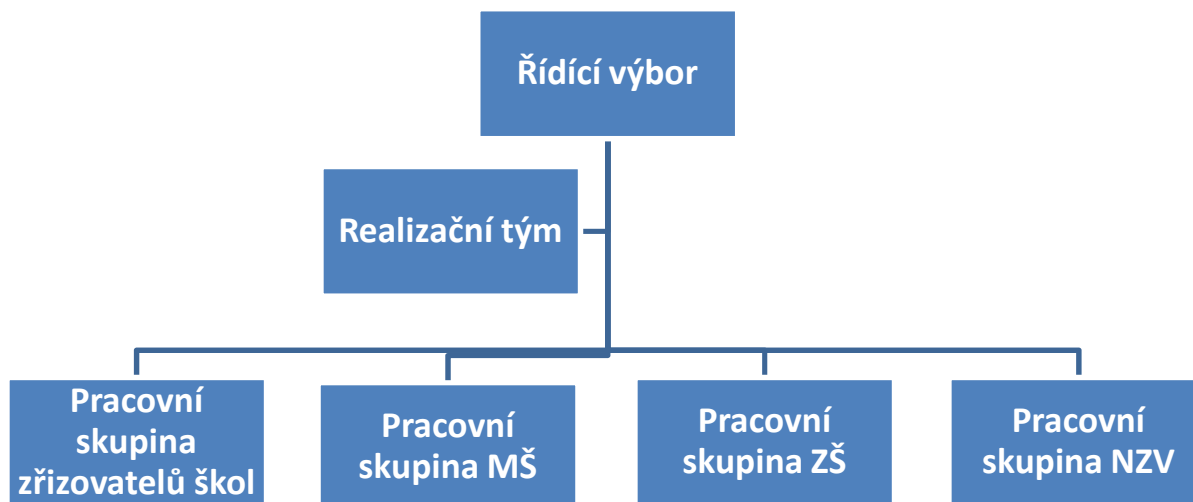 Řídící výbor
Realizační tým
Pracovní
skupina
zřizovatelů škol
Pracovní
skupina MŠ
Pracovní
skupina ZŠ
Pracovní
skupina NZV